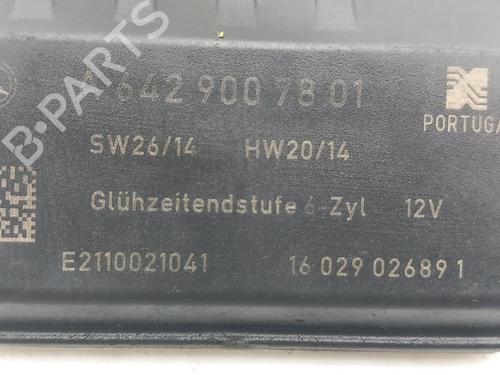 A 642 900 78 01
PORTUGA
SW26/14 HW20/14
Glühzeitendstufe 6-Zyl 12V
E2110021041 16 029 02689 1
B-PARTS